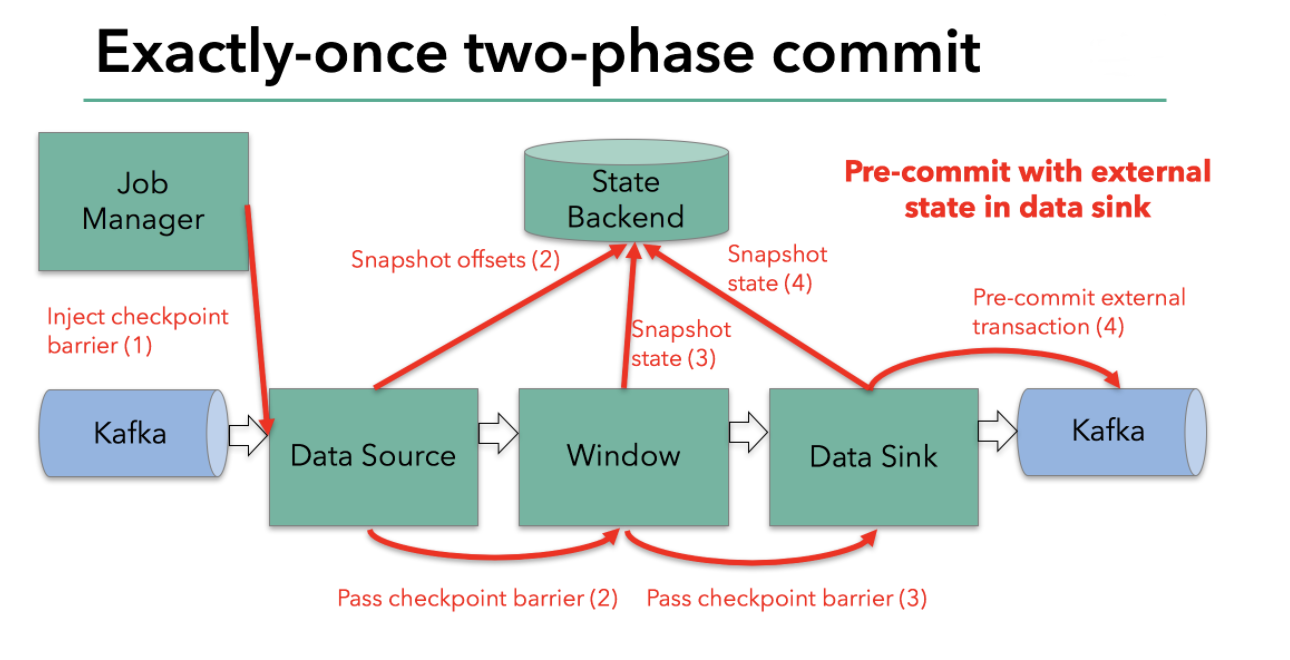 Exactly-once two-phase commit
Job
Manager
State
Backend
Pre-commit with external
state in data sink
Snapshot offsets (2)
Snapshot
state (4)
Inject checkpoint
barrier (1)
Snapshot
state (3)
Pre-commit external
transaction (4)
Kafka
Data Source
Window
Data Sink
Kafka
Pass checkpoint barrier (2)
Pass checkpoint barrier (3)